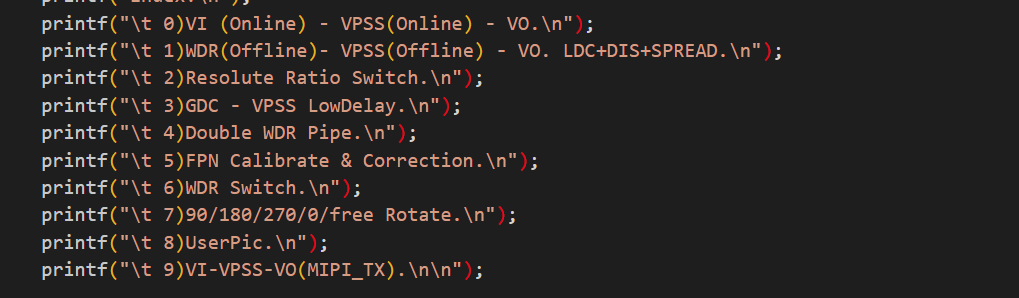 printf("Index:\n");
printf("\t 0)VI (Online) - VPSS(Online) - VO.\n");
printf("\t 1)WDR(Offline)- VPSS(Offline) - VO. LDC+DIS+SPREAD.\n");
printf("\t 2)Resolute Ratio Switch.\n");
printf("\t 3)GDC - VPSS LowDelay.\n");
printf("\t 4)Double WDR Pipe.\n");
printf("\t 5)FPN Calibrate & Correction.\n");
printf("\t 6)WDR Switch.\n");
printf("\t 7)90/180/270/0/free Rotate.\n");
printf("\t 8)UserPic.\n");
printf("\t 9)VI-VPSS-VO(MIPI_TX).\n\n");